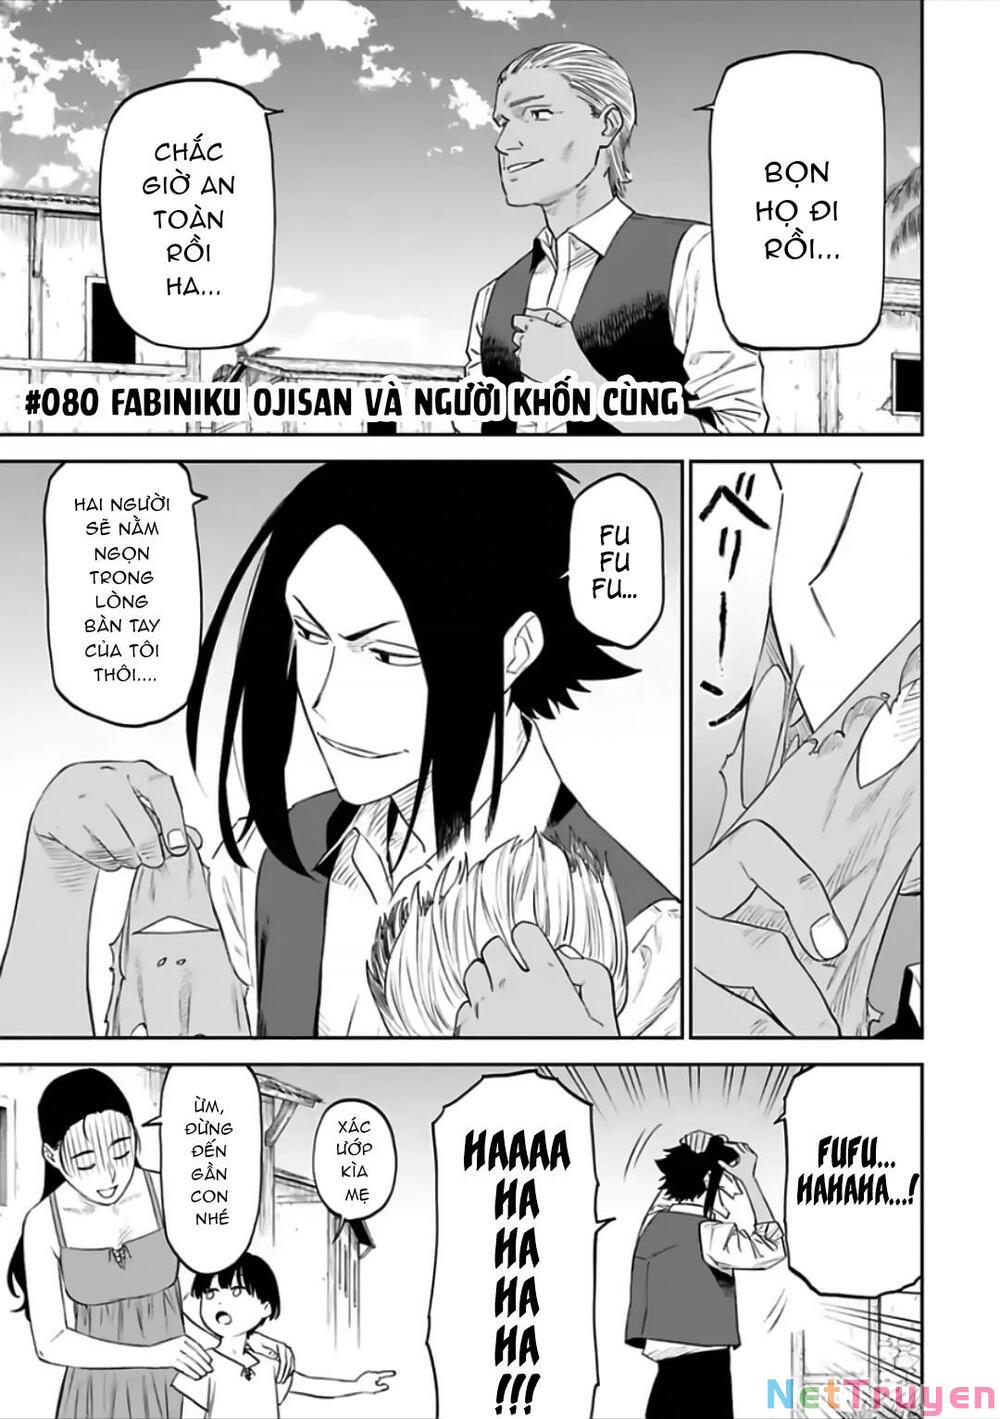 BỌN
HỌ ĐI
RỒI...
CHẮC
GIỜ AN
TOÀN
RỒI
HA...
#080 FABINIKU OJISAN VÀ NGƯỜI KHỐN CÙNG
ベーーン
FU
FU
FU...
HAI NGƯỜI
SẼ NẰM
NGỌN
TRONG
LÒNG
BÀN TAY
CỦA TÔI
THÔI....
FUFU...
HAHAHA...!
HAAAA
HA
HA
HA
HA
!!!
XÁC
ƯỚP
KÌA
MẸ
ỪM,
ĐỪNG
ĐẾN
GẦN
CON
NHÉ
NetTruyen